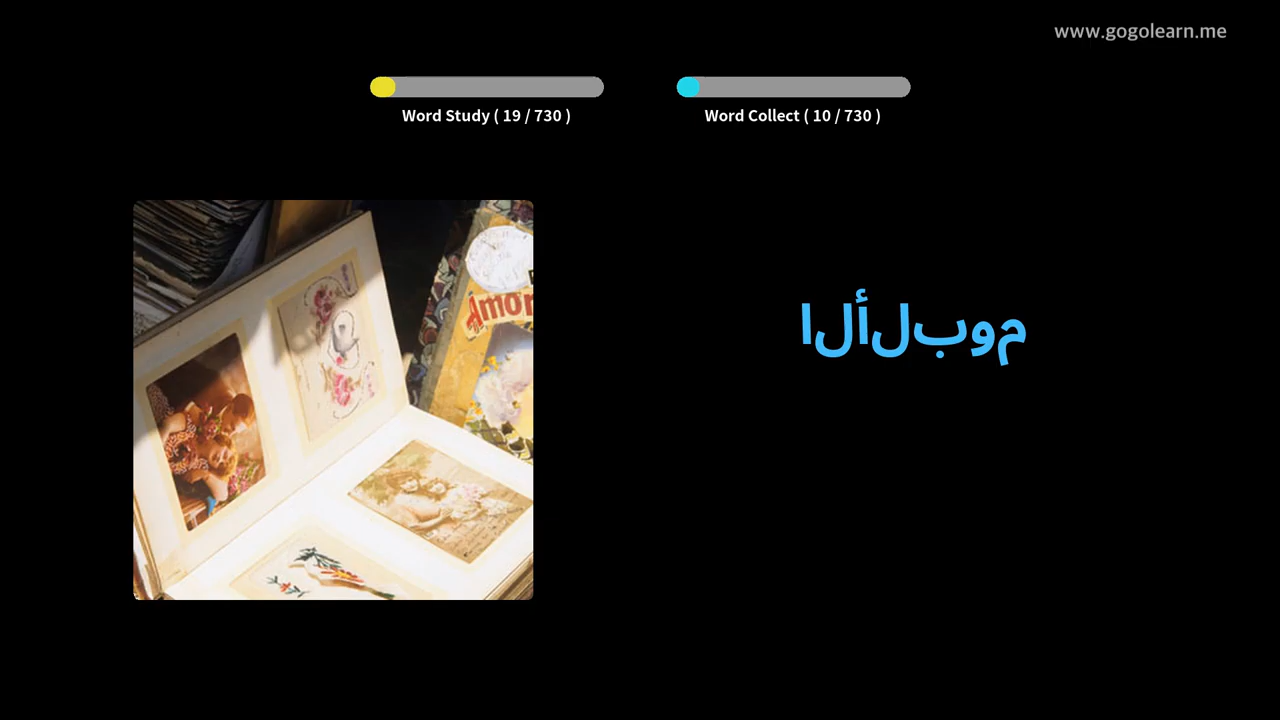 www.gogolearn.me
Word Study ( 19 / 730 )
Word Collect ( 10 / 730 )
الألبوم
Amor